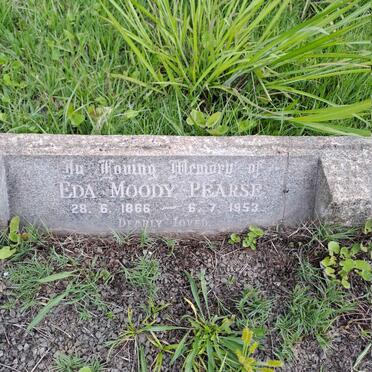 In Loving Memory of
EDA MOODY PEARSE
28. 6. 1866 — 6. 7. 1953.
DEARLY LOVED